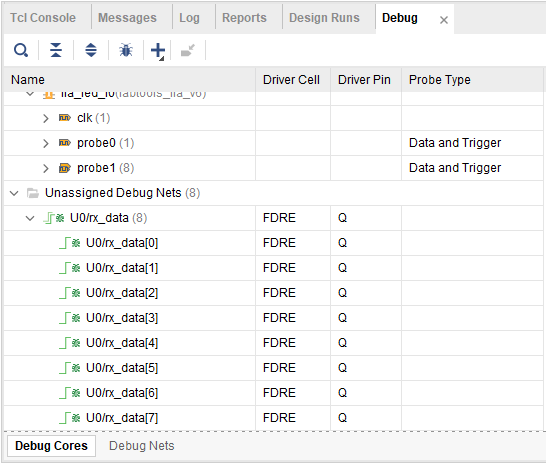 Tcl Console Messages Log Reports Design Runs Debug
Name Driver Cell Driver Pin Probe Type
clk (1)
probe0 (1) Data and Trigger
probe1 (8) Data and Trigger
Unassigned Debug Nets (8)
U0/rx_data (8) FDRE Q
U0/rx_data[0] FDRE Q
U0/rx_data[1] FDRE Q
U0/rx_data[2] FDRE Q
U0/rx_data[3] FDRE Q
U0/rx_data[4] FDRE Q
U0/rx_data[5] FDRE Q
U0/rx_data[6] FDRE Q
U0/rx_data[7] FDRE Q
Debug Cores Debug Nets